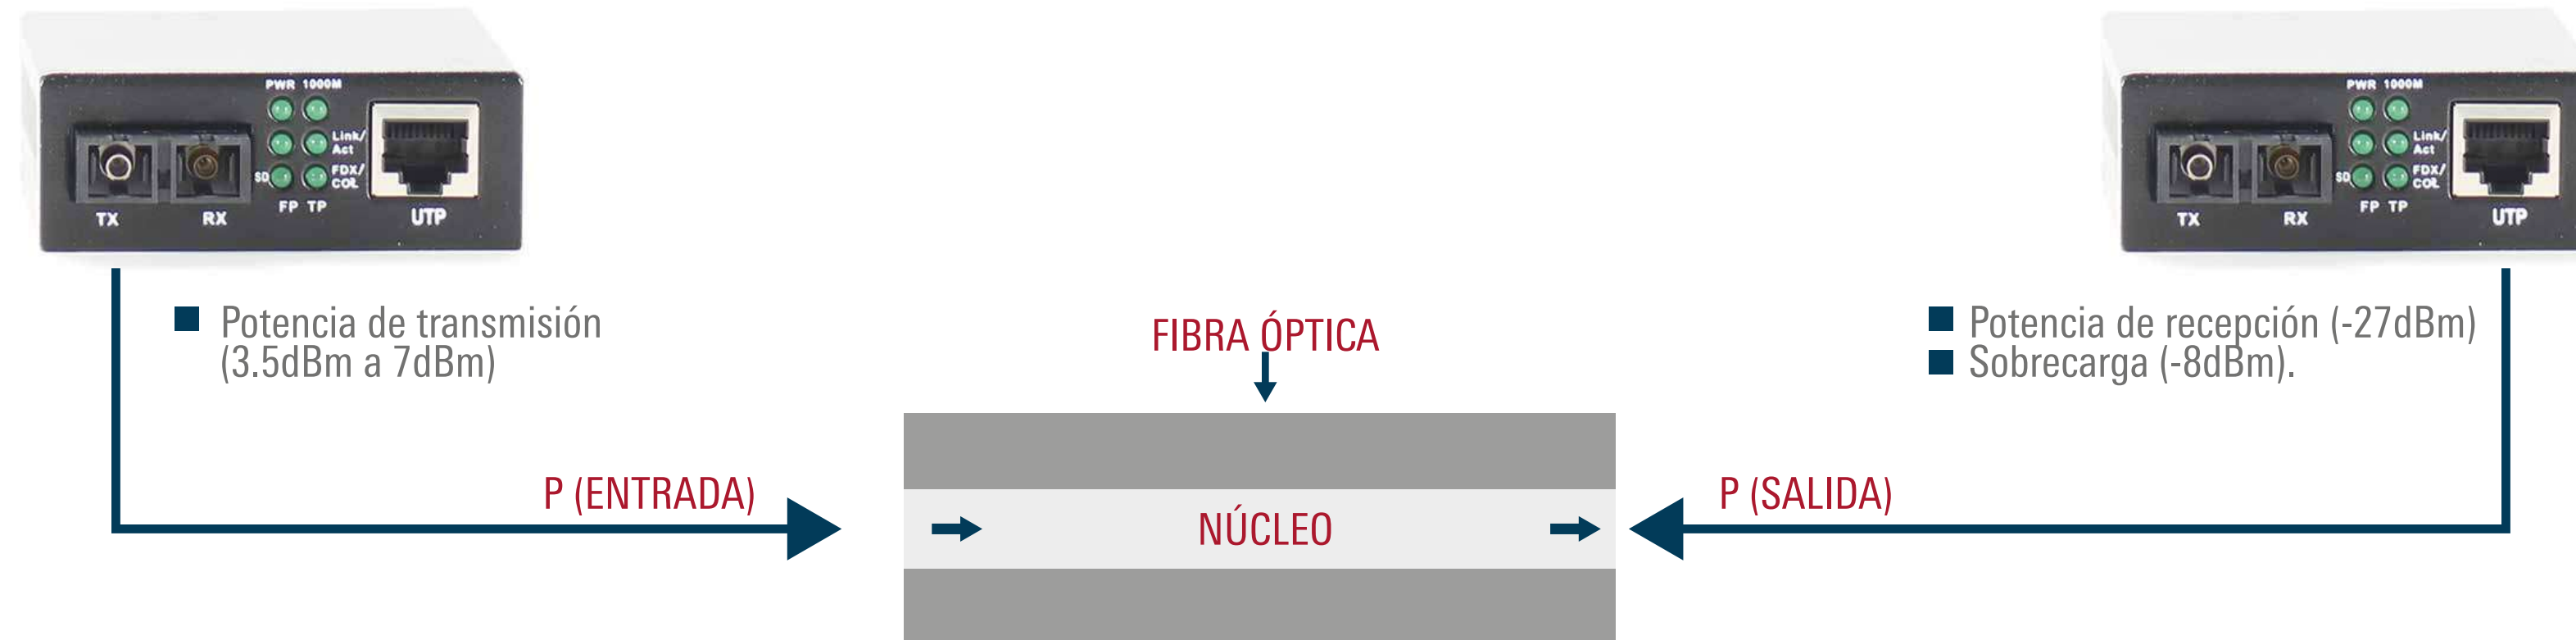 PWR 1000M
Link/
Act
SD
FDX/
COL
FP TP
TX
RX
UTP
PWR 1000M
Link/
Act
SD
FDX/
COL
FP TP
TX
RX
UTP
Potencia de transmisión
(3.5dBm a 7dBm)
FIBRA ÓPTICA
Potencia de recepción (-27dBm)
Sobrecarga (-8dBm).
P (ENTRADA)
NÚCLEO
P (SALIDA)